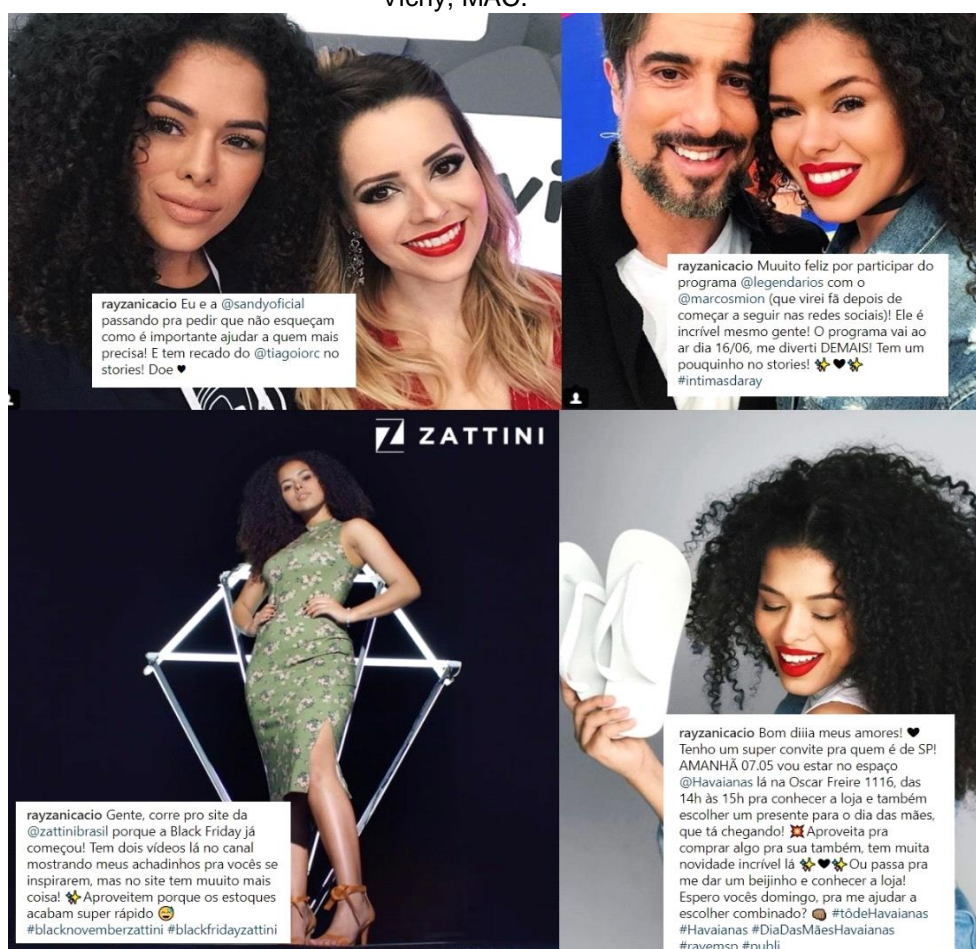 Vichy, MAC.
rayzanicacio Eu e a @sandyoficial
passando pra pedir que não esqueçam
como é importante ajudar a quem mais
precisa! E tem recado do @tiagoiorc no
stories! Doe ♥
rayzanicacio Muuito feliz por participar do
programa @legendarios com o
@marcosmion (que virei fã depois de
começar a seguir nas redes sociais)! Ele é
incrível mesmo gente! O programa vai ao
ar dia 16/06, me diverti DEMAIS! Tem um
pouquinho no stories! ✨♥✨
#intimasdaray
Z ZATTINI
rayzanicacio Gente, corre pro site da
@zattinibrasil porque a Black Friday já
começou! Tem dois vídeos lá no canal
mostrando meus achadinhos pra vocês se
inspirarem, mas no site tem muuito mais
coisa! ✨Aproveitem porque os estoques
acabam super rápido 😅
#blacknovemberzattini #blackfridayzattini
rayzanicacio Bom diiia meus amores! ♥
Tenho um super convite pra quem é de SP!
AMANHÃ 07.05 vou estar no espaço
@Havaianas lá na Oscar Freire 1116, das
14h às 15h pra conhecer a loja e também
escolher um presente para o dia das mães,
que tá chegando! 💥Aproveita pra
comprar algo pra sua também, tem muita
novidade incrível lá ✨♥✨Ou passa pra
me dar um beijinho e conhecer a loja!
Espero vocês domingo, pra me ajudar a
escolher combinado? 👊🏽 #tôdeHavaianas
#Havaianas #DiaDasMãesHavaianas
#rayemsp #publi